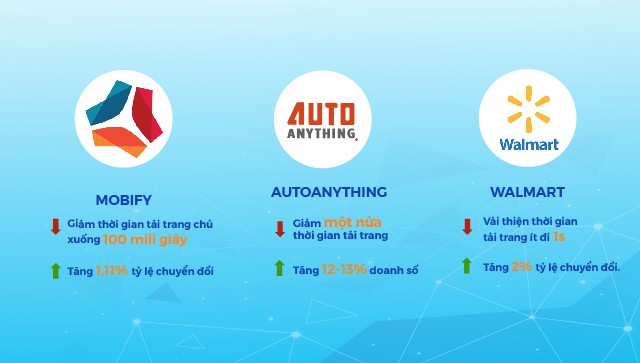 AUTO
ANYTHING.
Walmart
MOBIFY
Giảm thời gian tải trang chủ
xuống 100 mili giây
Tăng 1,11% tỷ lệ chuyển đổi
AUTOANYTHING
Giảm một nửa
thời gian tải trang
Tăng 12-13% doanh số
WALMART
Vải thiện thời gian
tải trang ít đi 1s
Tăng 2% tỷ lệ chuyển đổi.